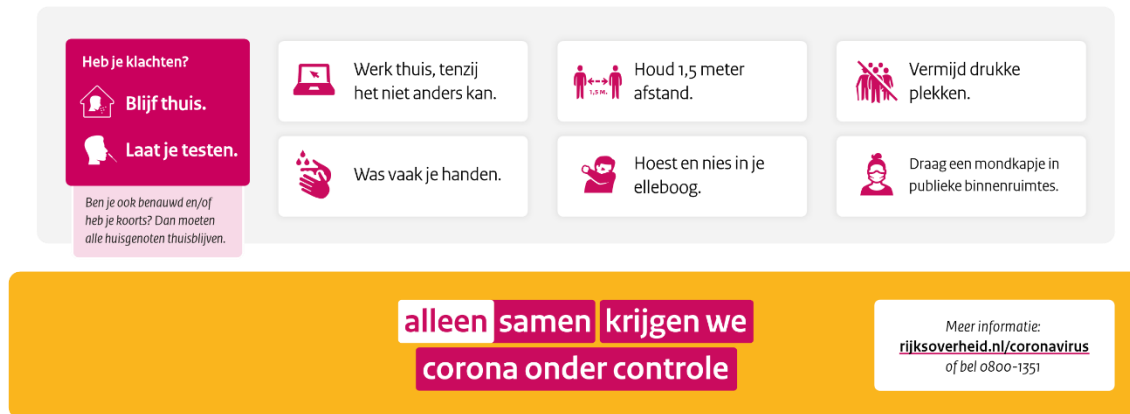 Heb je klachten?
Blijf thuis.
Laat je testen.
Ben je ook benauwd en/of
heb je koorts? Dan moeten
alle huisgenoten thuisblijven.
Werk thuis, tenzij
het niet anders kan.
1,5 M.
Houd 1,5 meter
afstand.
Vermijd drukke
plekken.
Was vaak je handen.
Hoest en nies in je
elleboog.
Draag een mondkapje in
publieke binnenruimtes.
alleen samen krijgen we
corona onder controle
Meer informatie:
rijksoverheid.nl/coronavirus
of bel 0800-1351